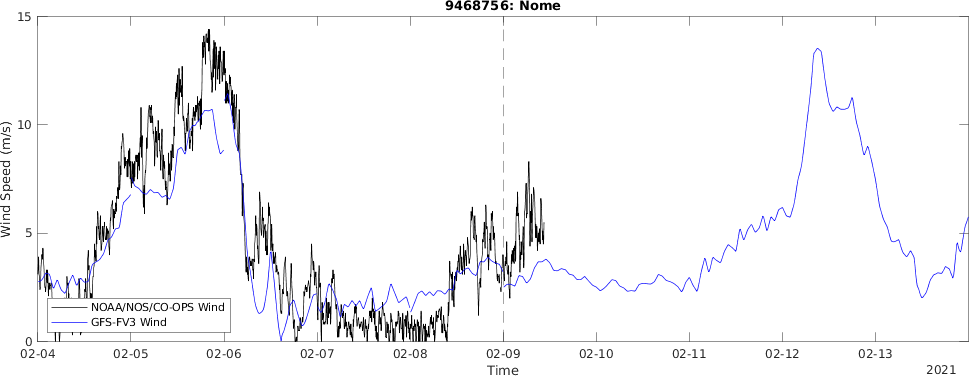 9468756: Nome
15
10
5
0
Wind Speed (m/s)
NOAA/NOS/CO-OPS Wind
GFS-FV3 Wind
02-04 02-05 02-06 02-07 02-08 02-09 02-10 02-11 02-12 02-13
Time
2021